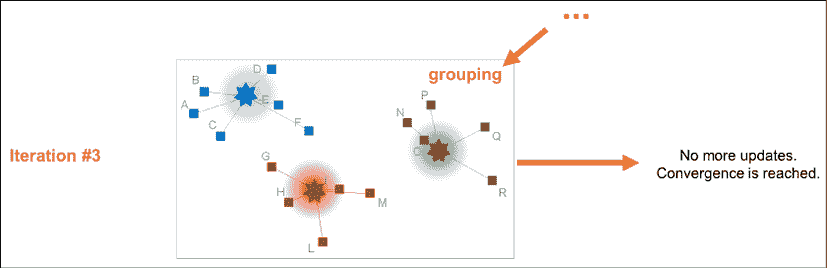 ...
grouping
Iteration #3
D
B
E
A
C
F
P
N
Q
O
R
G
H
M
L
No more updates.
Convergence is reached.